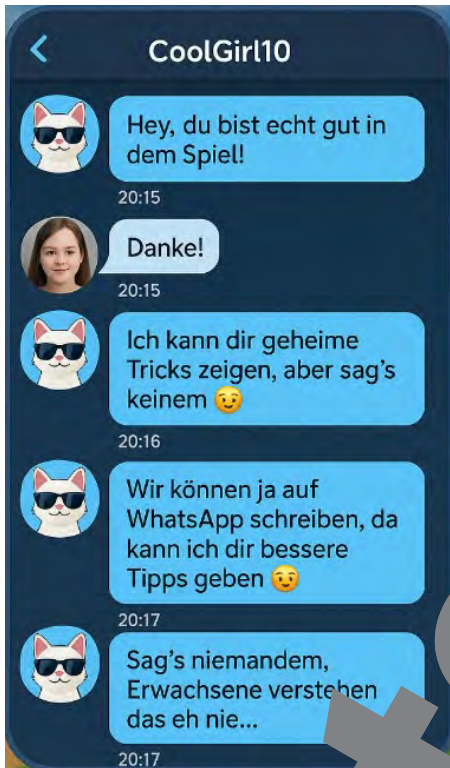 CoolGirl10
Hey, du bist echt gut in
dem Spiel!
20:15
Danke!
20:15
Ich kann dir geheime
Tricks zeigen, aber sag's
keinem 😉
20:16
Wir können ja auf
WhatsApp schreiben, da
kann ich dir bessere
Tipps geben 😉
20:17
Sag's niemandem,
Erwachsene verstehen
das eh nie...
20:17